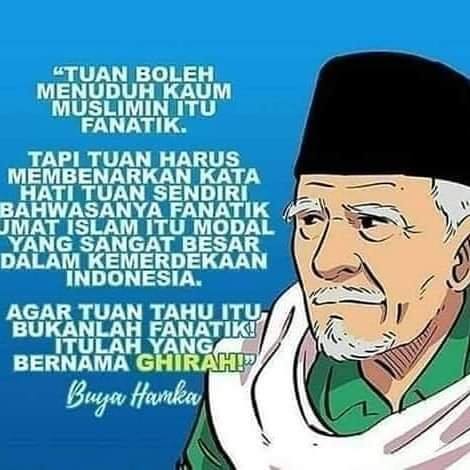 “TUAN BOLEH
MENUDUH KAUM
MUSLIMIN ITU
FANATIK.
TAPI TUAN HARUS
MEMBENARKAN KATA
HATI TUAN SENDIRI
BAHWASANYA FANATIK
UMAT ISLAM ITU MODAL
YANG SANGAT BESAR
DALAM KEMERDEKAAN
INDONESIA.
AGAR TUAN TAHU ITU
BUKANLAH FANATIK!
ITULAH YANG
BERNAMA GHIRAH!”
Buya Hamka